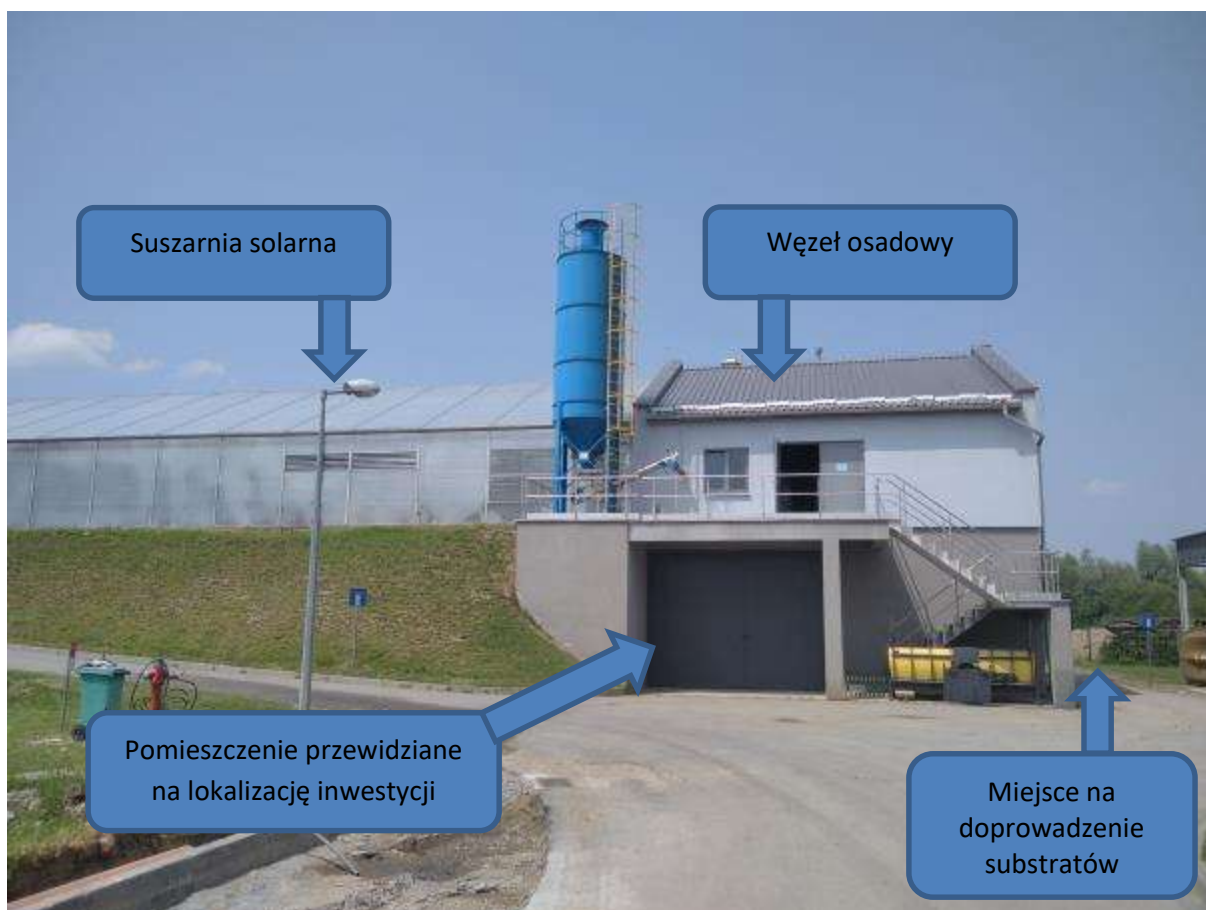 Suszarnia solarna
Węzeł osadowy
Pomieszczenie przewidziane
na lokalizację inwestycji
Miejsce na
doprowadzenie
substratów